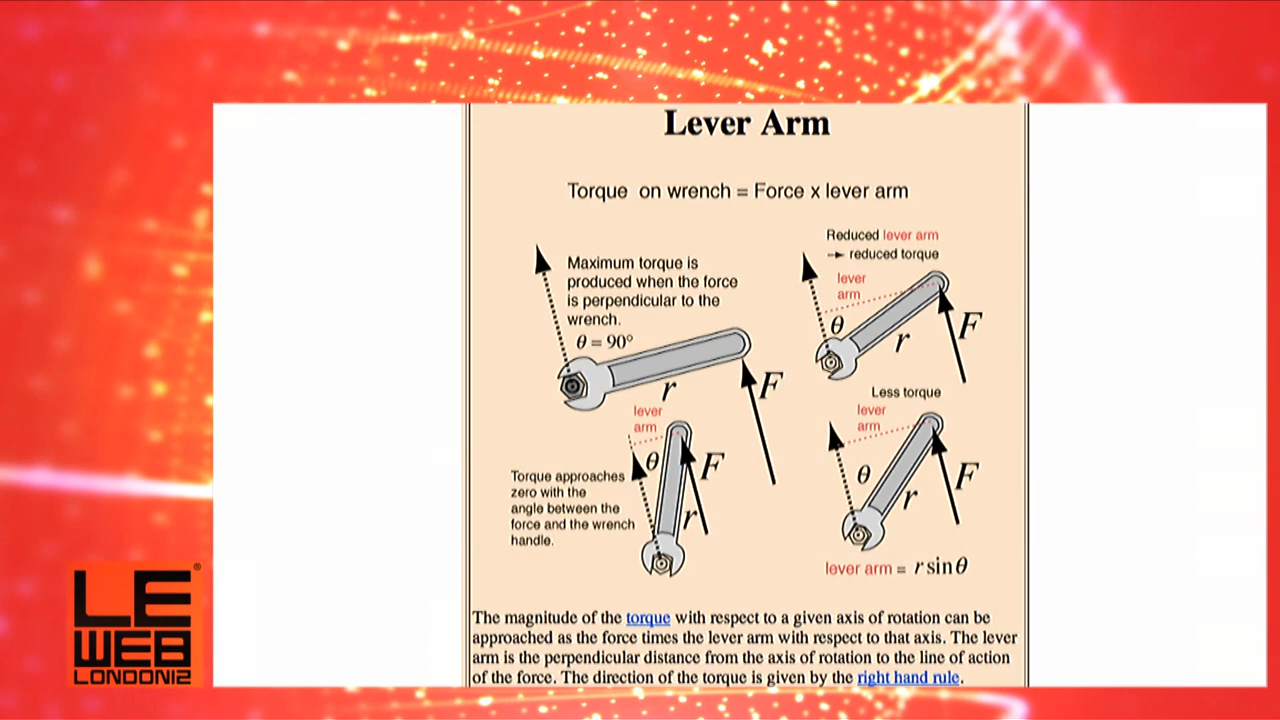 Lever Arm
Torque on wrench = Force x lever arm
Maximum torque is
produced when the force
is perpendicular to the
wrench.
θ = 90°
r
F
Reduced lever arm
→ reduced torque
lever
arm
θ
r
F
lever
arm
θ
F
r
Torque approaches
zero with the
angle between the
force and the wrench
handle.
Less torque
lever
arm
θ
r
F
lever arm = r sin θ
The magnitude of the torque with respect to a given axis of rotation can be
approached as the force times the lever arm with respect to that axis. The lever
arm is the perpendicular distance from the axis of rotation to the line of action
of the force. The direction of the torque is given by the right hand rule.
LE®
WEB
LONDON12